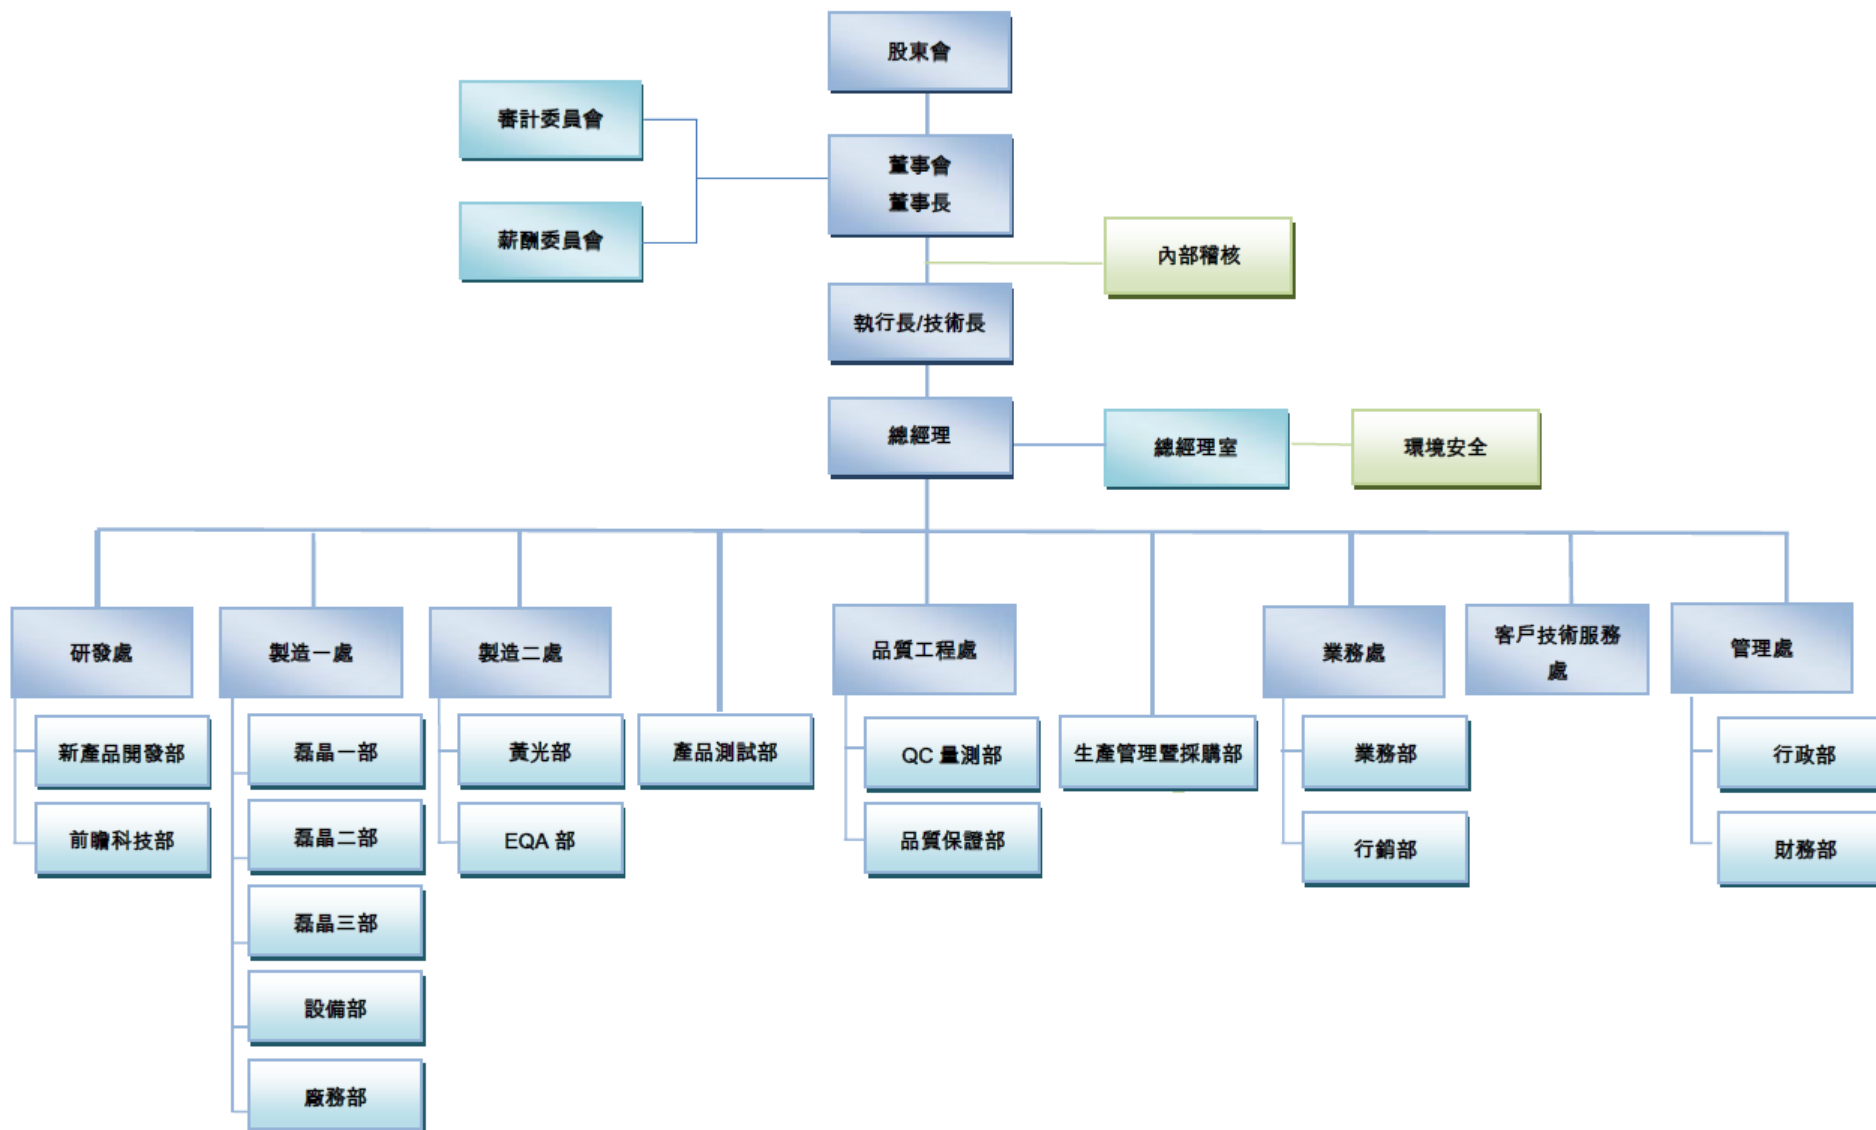 股東會
審計委員會
董事會
董事長
薪酬委員會
內部稽核
執行長/技術長
總經理
總經理室
環境安全
研發處
製造一處
製造二處
品質工程處
業務處
客戶技術服務
處
管理處
新產品開發部
磊晶一部
黃光部
產品測試部
QC 量測部
生產管理暨採購部
業務部
行政部
前瞻科技部
磊晶二部
EQA 部
品質保證部
行銷部
財務部
磊晶三部
設備部
廠務部